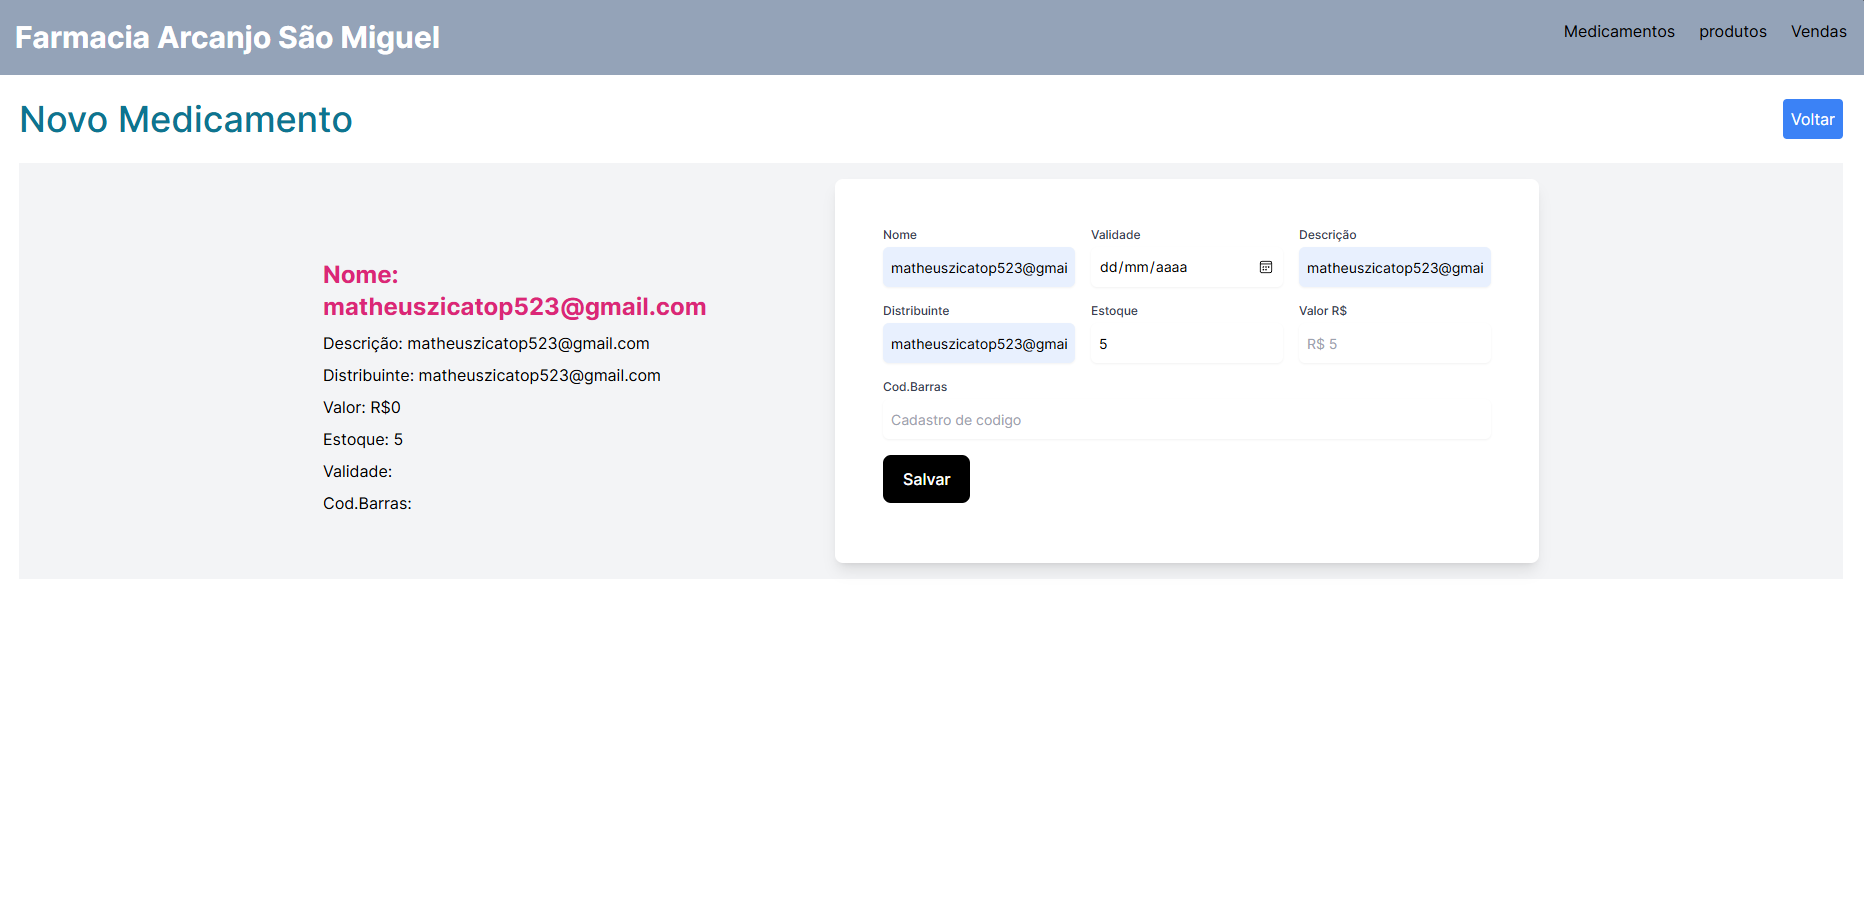 Farmacia Arcanjo São Miguel
Medicamentos produtos Vendas
Novo Medicamento
Voltar
Nome:
matheuszicatop523@gmail.com
Descrição: matheuszicatop523@gmail.com
Distribuinte: matheuszicatop523@gmail.com
Valor: R$0
Estoque: 5
Validade:
Cod.Barras:
Nome Validade Descrição
matheuszicatop523@gmai dd/mm/aaaa matheuszicatop523@gmai
Distribuinte Estoque Valor R$
matheuszicatop523@gmai 5 R$ 5
Cod.Barras
Cadastro de codigo
Salvar